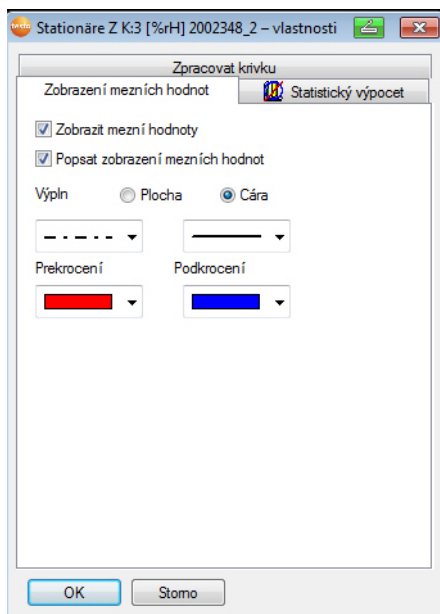 Stationäre Z K:3 [%rH] 2002348_2 – vlastnosti
Zpracovat krivku
Zobrazení mezních hodnot
Statistický výpocet
Zobrazit mezní hodnoty
Popsat zobrazení mezních hodnot
Výpln Plocha Cára
Prekrocení Podkrocení
OK Storno